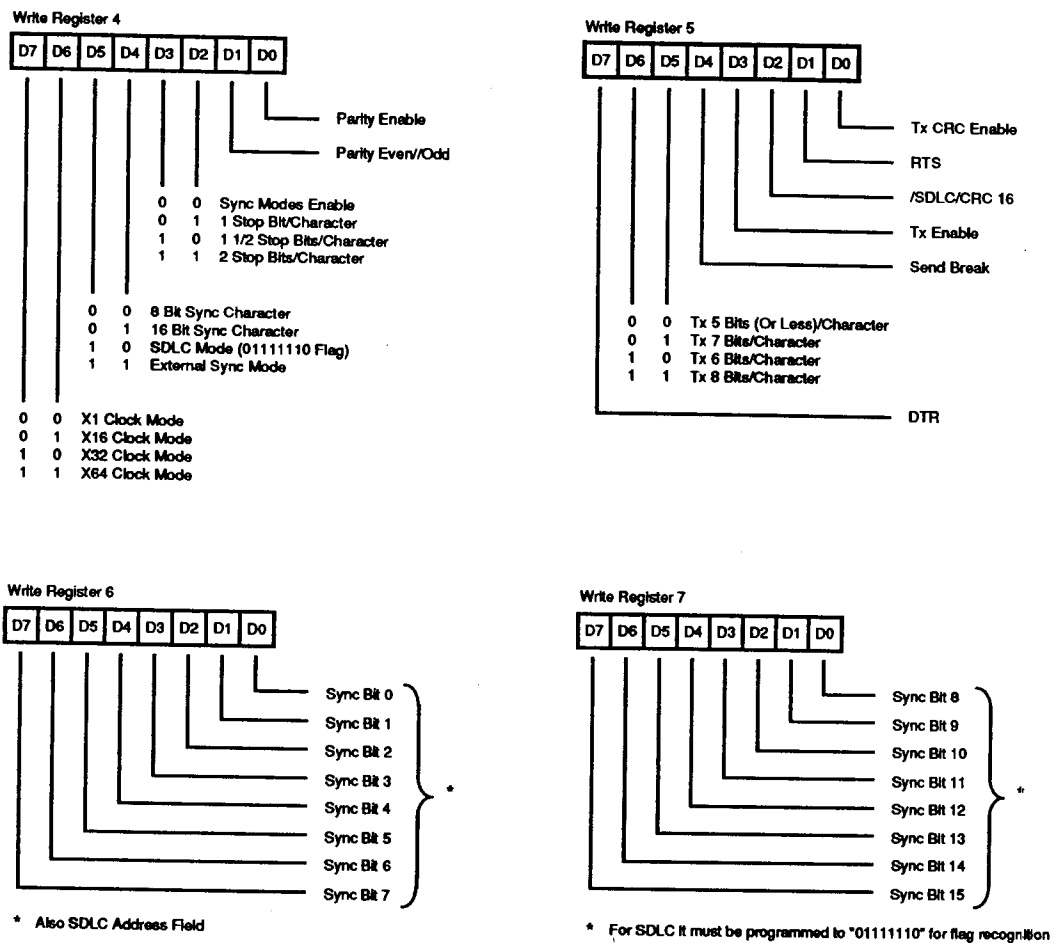 Write Register 4
D7 D6 D5 D4 D3 D2 D1 D0
Parity Enable
Parity Even//Odd
0 0 Sync Modes Enable
0 1 1 Stop Bit/Character
1 0 1 1/2 Stop Bits/Character
1 1 2 Stop Bits/Character
0 0 8 Bit Sync Character
0 1 16 Bit Sync Character
1 0 SDLC Mode (01111110 Flag)
1 1 External Sync Mode
0 0 X1 Clock Mode
0 1 X16 Clock Mode
1 0 X32 Clock Mode
1 1 X64 Clock Mode
Write Register 5
D7 D6 D5 D4 D3 D2 D1 D0
Tx CRC Enable
RTS
/SDLC/CRC 16
Tx Enable
Send Break
0 0 Tx 5 Bits (Or Less)/Character
0 1 Tx 7 Bits/Character
1 0 Tx 6 Bits/Character
1 1 Tx 8 Bits/Character
DTR
Write Register 6
D7 D6 D5 D4 D3 D2 D1 D0
Sync Bit 0
Sync Bit 1
Sync Bit 2
Sync Bit 3
Sync Bit 4
Sync Bit 5
Sync Bit 6
Sync Bit 7
*
* Also SDLC Address Field
Write Register 7
D7 D6 D5 D4 D3 D2 D1 D0
Sync Bit 8
Sync Bit 9
Sync Bit 10
Sync Bit 11
Sync Bit 12
Sync Bit 13
Sync Bit 14
Sync Bit 15
*
* For SDLC it must be programmed to "01111110" for flag recognition